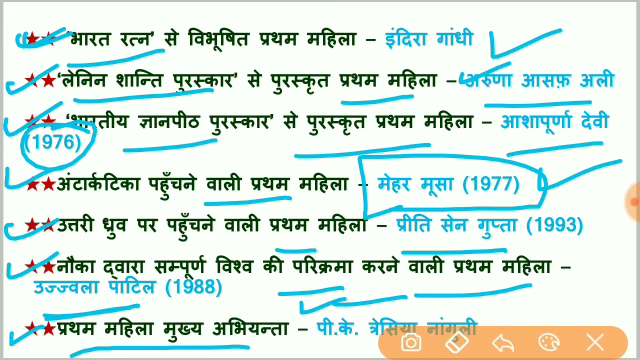 ★★ 'भारत रत्न' से विभूषित प्रथम महिला – इंदिरा गांधी
★★'लेनिन शान्ति पुरस्कार' से पुरस्कृत प्रथम महिला – अरुणा आसफ़ अली
★★ 'भारतीय ज्ञानपीठ पुरस्कार' से पुरस्कृत प्रथम महिला – आशापूर्णा देवी
(1976)
★★अंटार्कटिका पहुँचने वाली प्रथम महिला – मेहर मूसा (1977)
★★उत्तरी ध्रुव पर पहुँचने वाली प्रथम महिला – प्रीति सेन गुप्ता (1993)
★★नौका द्वारा सम्पूर्ण विश्व की परिक्रमा करने वाली प्रथम महिला –
उज्ज्वला पाटिल (1988)
★★प्रथम महिला मुख्य अभियन्ता – पी.के. त्रेसिया नांगुली